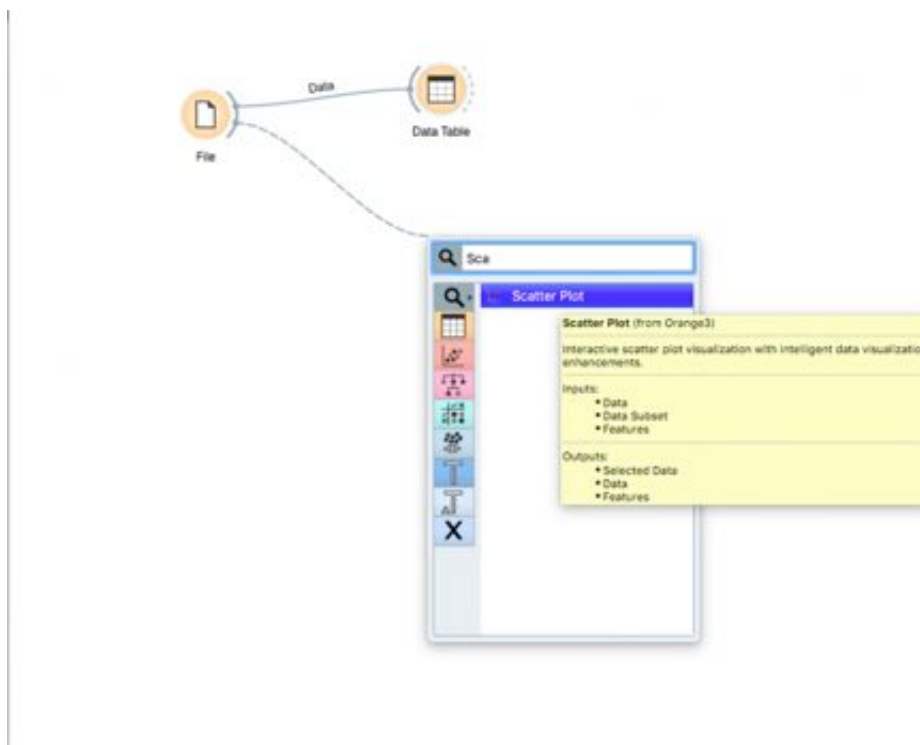 Data
File
Data Table
Sca
Scatter Plot
Scatter Plot (from Orange3)
Interactive scatter plot visualization with intelligent data visualizatio
enhancements.
Inputs:
• Data
• Data Subset
• Features
Outputs:
• Selected Data
• Data
• Features